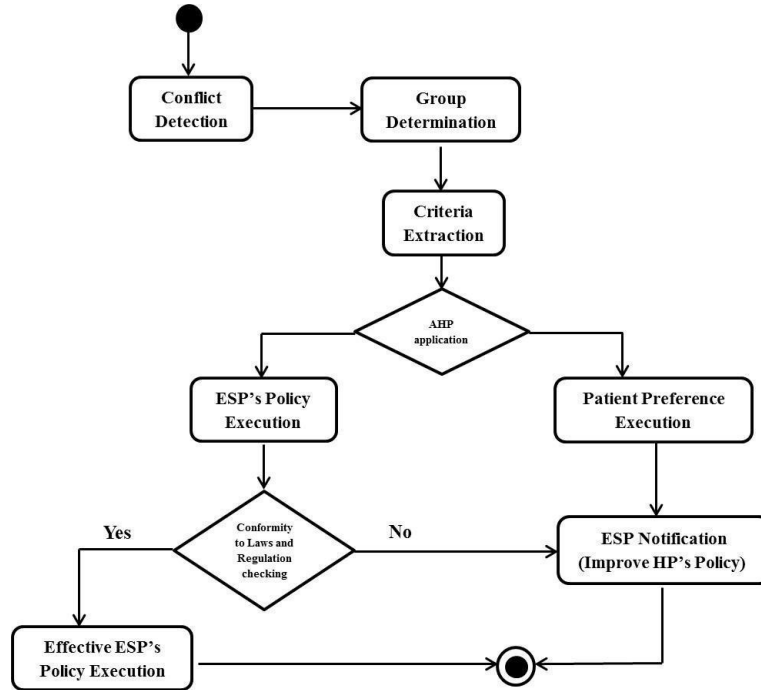 Conflict
Detection
Group
Determination
Criteria
Extraction
AHP
application
ESP's Policy
Execution
Patient Preference
Execution
Yes
Conformity
to Laws and
Regulation
checking
No
ESP Notification
(Improve HP's Policy)
Effective ESP's
Policy Execution